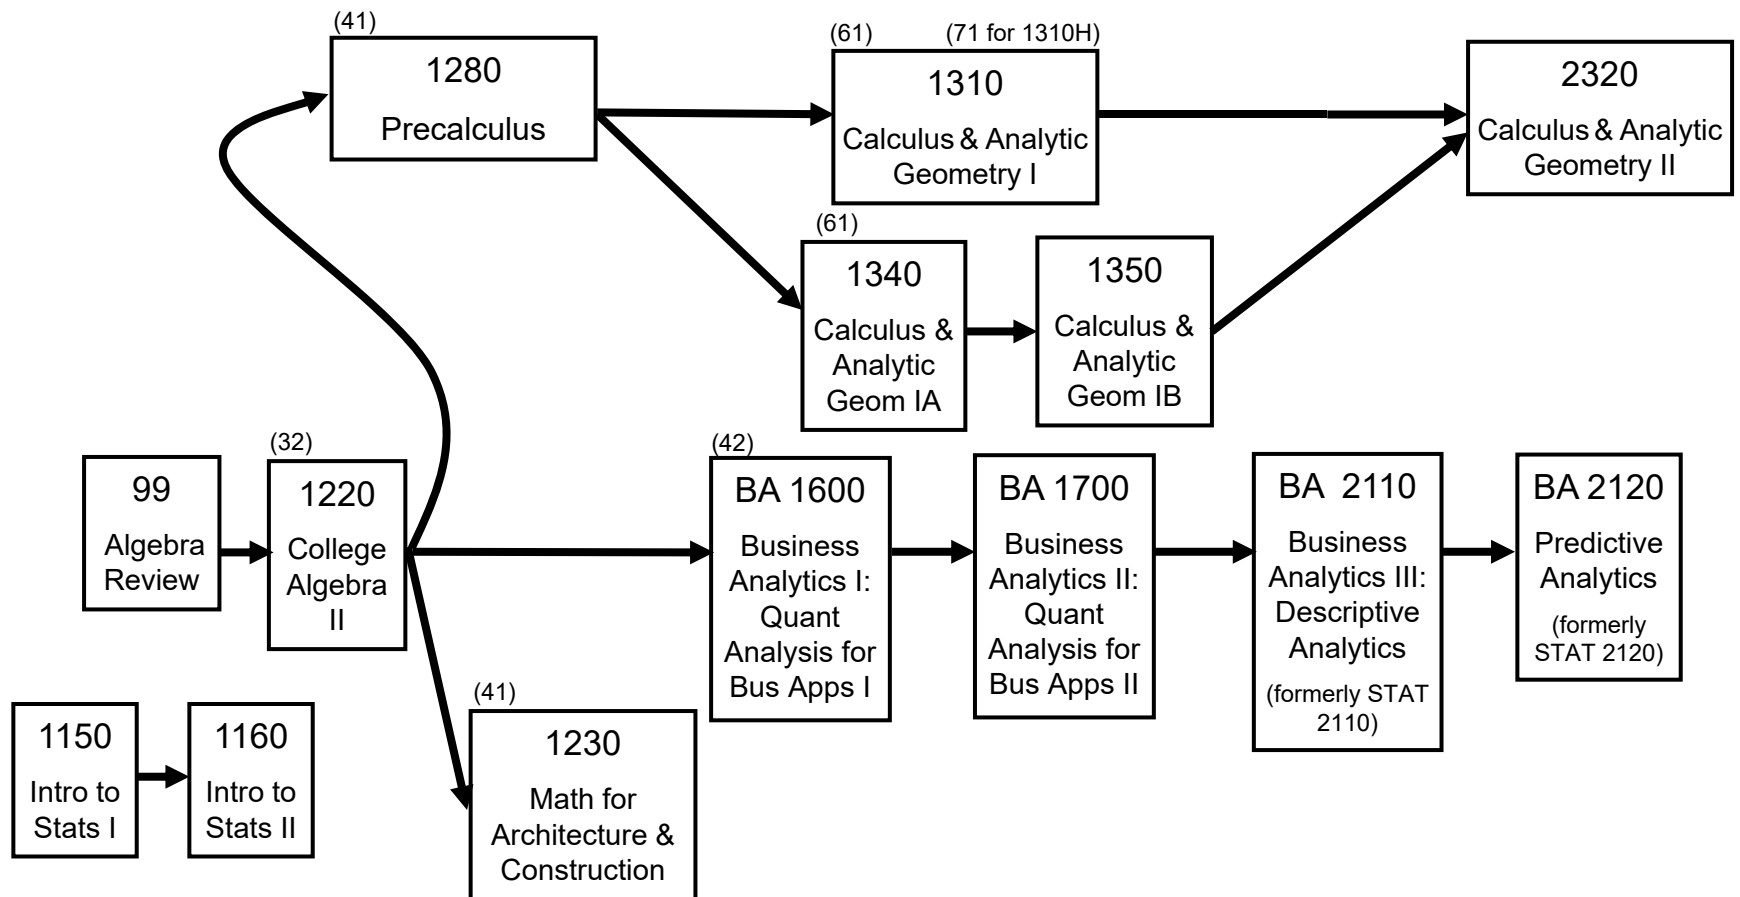 (41)
1280
Precalculus
(61)
(71 for 1310H)
1310
Calculus & Analytic
Geometry I
2320
Calculus & Analytic
Geometry II
(61)
1340
Calculus &
Analytic
Geom IA
1350
Calculus &
Analytic
Geom IB
99
Algebra
Review
(32)
1220
College
Algebra
II
(42)
BA 1600
Business
Analytics I:
Quant
Analysis for
Bus Apps I
BA 1700
Business
Analytics II:
Quant
Analysis for
Bus Apps II
BA 2110
Business
Analytics III:
Descriptive
Analytics
(formerly STAT
2110)
BA 2120
Predictive
Analytics
(formerly
STAT 2120)
1150
Intro to
Stats I
1160
Intro to
Stats II
(41)
1230
Math for
Architecture &
Construction